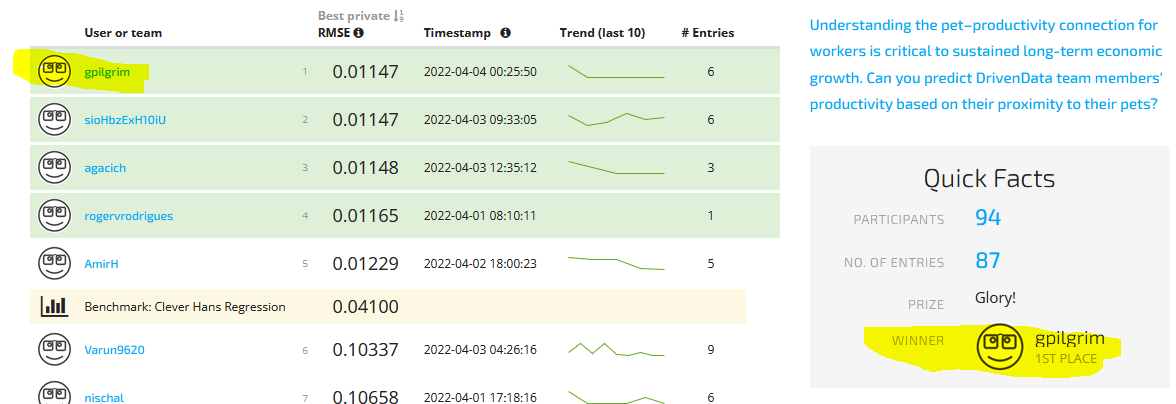 Best private
User or team RMSE Timestamp Trend (last 10) # Entries
gpilgrim 1 0.01147 2022-04-04 00:25:50 6
sioHbzExH10iU 2 0.01147 2022-04-03 09:33:05 6
agacich 3 0.01148 2022-04-03 12:35:12 3
rogervrodrigues 4 0.01165 2022-04-01 08:10:11 1
AmirH 5 0.01229 2022-04-02 18:00:23 5
Benchmark: Clever Hans Regression 0.04100
Varun9620 6 0.10337 2022-04-03 04:26:16 9
nischal 7 0.10658 2022-04-01 17:18:16 6
Understanding the pet–productivity connection for
workers is critical to sustained long-term economic
growth. Can you predict DrivenData team members'
productivity based on their proximity to their pets?
Quick Facts
PARTICIPANTS 94
NO. OF ENTRIES 87
PRIZE Glory!
WINNER gpilgrim
1ST PLACE